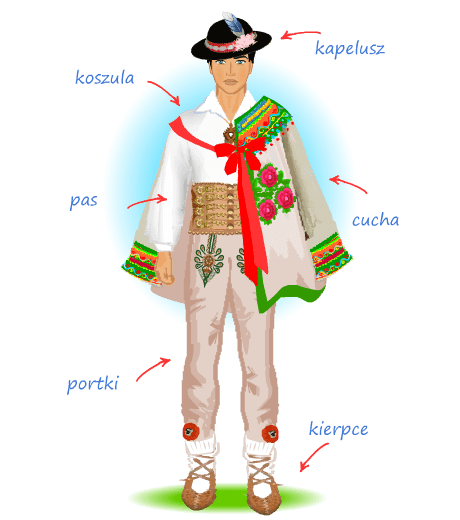 kapelusz
koszula
pas
cucha
portki
kierpce